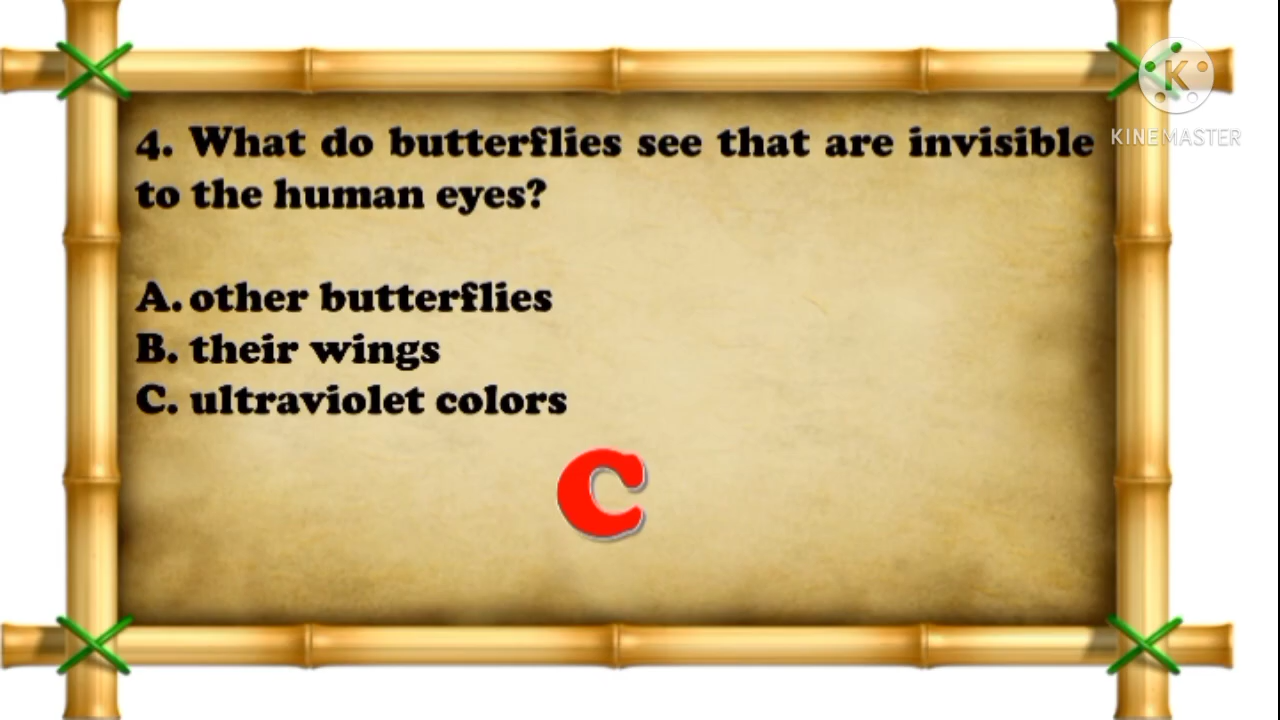 4. What do butterflies see that are invisible
to the human eyes?
A. other butterflies
B. their wings
C. ultraviolet colors
C
K
KINEMASTER